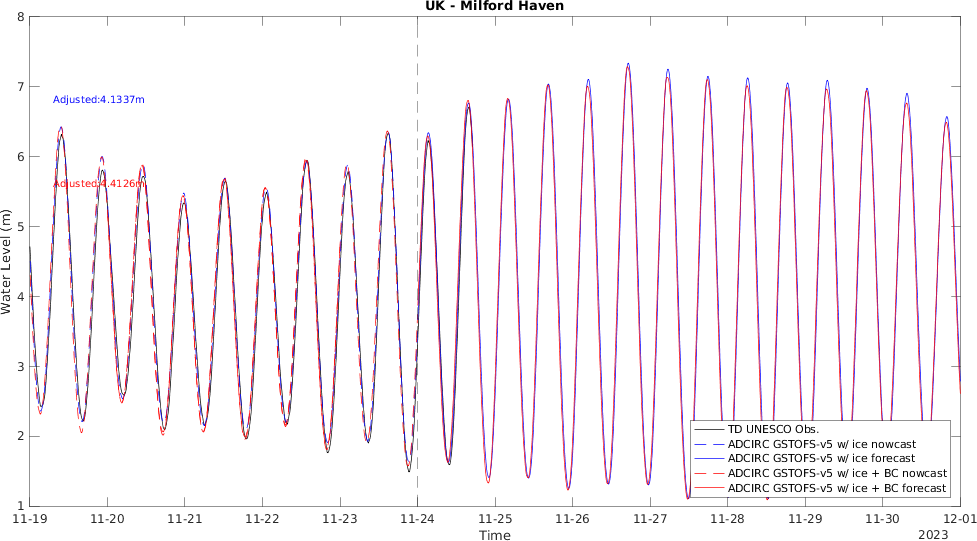 UK - Milford Haven
8
7
6
5
4
3
2
1
Water Level (m)
Adjusted:4.1337m
Adjusted:4.4126m
TD UNESCO Obs.
ADCIRC GSTOFS-v5 w/ ice nowcast
ADCIRC GSTOFS-v5 w/ ice forecast
ADCIRC GSTOFS-v5 w/ ice + BC nowcast
ADCIRC GSTOFS-v5 w/ ice + BC forecast
11-19 11-20 11-21 11-22 11-23 11-24 11-25 11-26 11-27 11-28 11-29 11-30 12-01
Time
2023